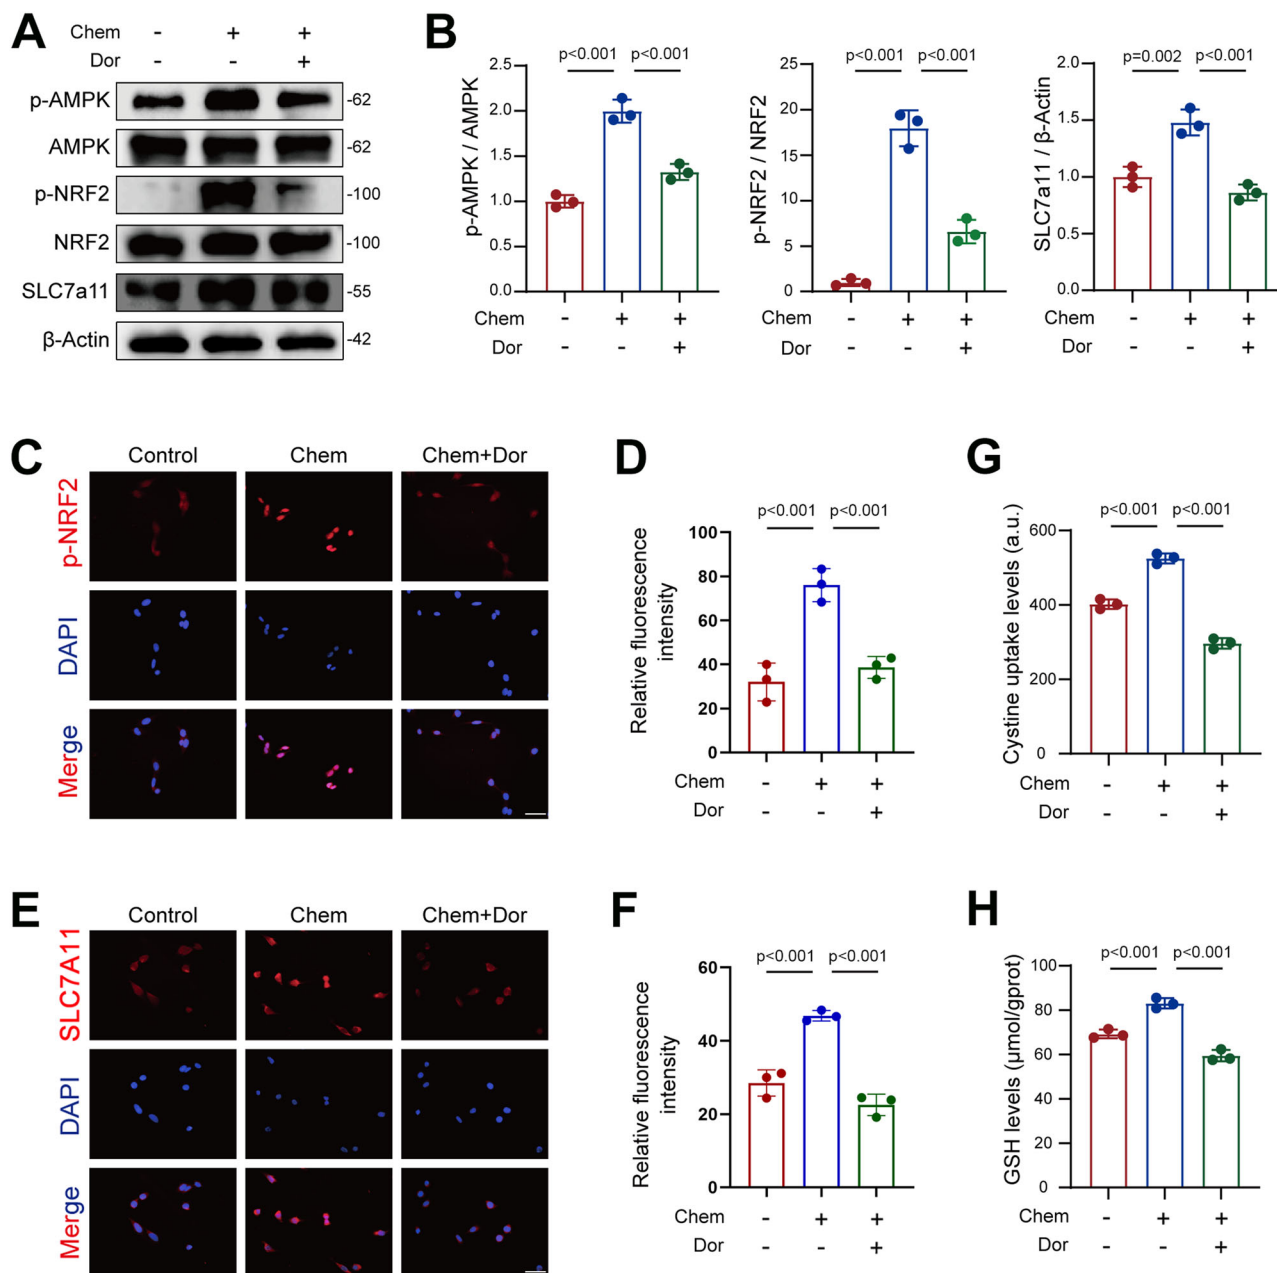 A
Chem - + +
Dor - - +
p-AMPK -62
AMPK -62
p-NRF2 -100
NRF2 -100
SLC7a11 -55
β-Actin -42
B
p<0.001 p<0.001
p-AMPK / AMPK
2.5
2.0
1.5
1.0
0.5
0.0
Chem - + +
Dor - - +
p<0.001 p<0.001
p-NRF2 / NRF2
25
20
15
10
5
0
Chem - + +
Dor - - +
p=0.002 p<0.001
SLC7a11 / β-Actin
2.0
1.5
1.0
0.5
0.0
Chem - + +
Dor - - +
C
Control Chem Chem+Dor
p-NRF2
DAPI
Merge
D
p<0.001 p<0.001
Relative fluorescence
intensity
100
80
60
40
20
0
Chem - + +
Dor - - +
G
p<0.001 p<0.001
Cystine uptake levels (a.u.)
600
400
200
0
Chem - + +
Dor - - +
E
Control Chem Chem+Dor
SLC7A11
DAPI
Merge
F
p<0.001 p<0.001
Relative fluorescence
intensity
60
40
20
0
Chem - + +
Dor - - +
H
p<0.001 p<0.001
GSH levels (μmol/gprot)
100
80
60
40
20
0
Chem - + +
Dor - - +